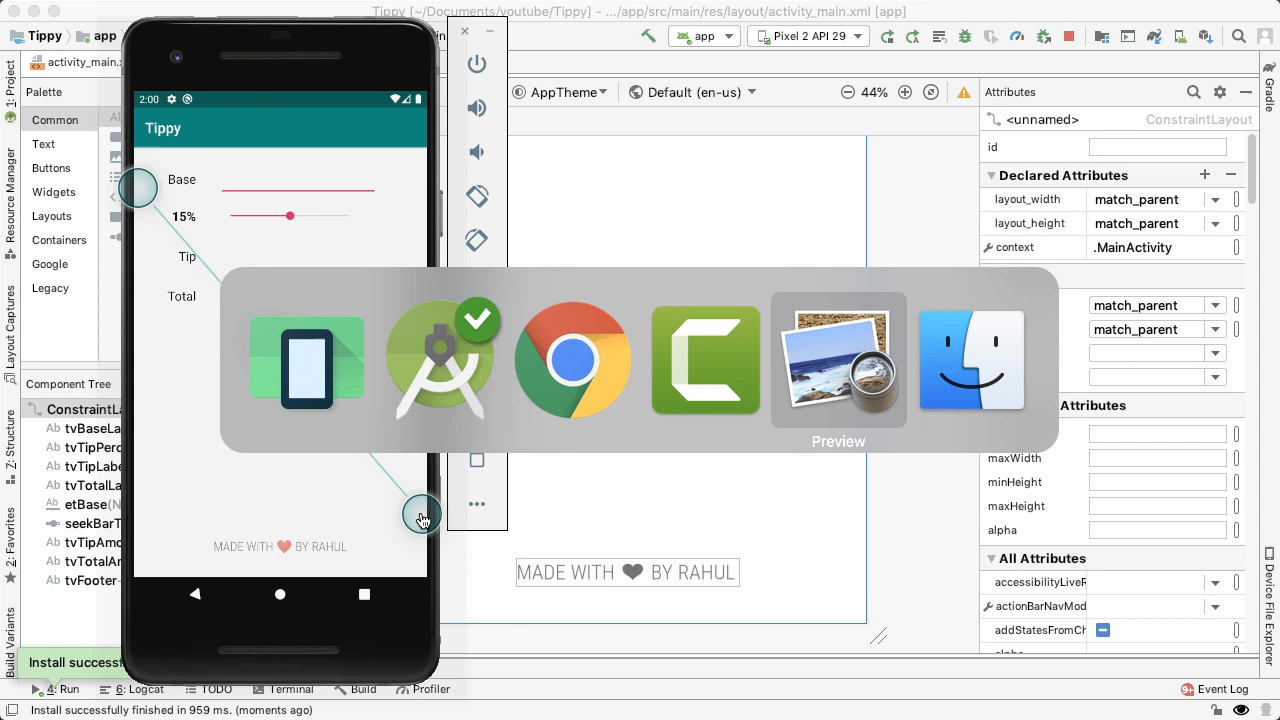 Tippy [~/Documents/youtube/Tippy] - .../app/src/main/res/layout/activity_main.xml [app]
Tippy
app
app
Pixel 2 API 29
activity_main.
Palette
AppTheme
Default (en-us)
44%
Attributes
Common
Text
Buttons
Widgets
Layouts
Containers
Google
Legacy
<unnamed>
ConstraintLayout
id
Declared Attributes
layout_width
match_parent
layout_height
match_parent
context
.MainActivity
match_parent
match_parent
Attributes
maxWidth
minHeight
maxHeight
alpha
All Attributes
accessibilityLiveR
actionBarNavMod
addStatesFromCh
2:00
Tippy
Base
15%
Tip
Total
MADE WITH ❤ BY RAHUL
Preview
Component Tree
ConstraintLa
tvBaseLa
tvTipPerc
tvTipLabe
tvTotalLa
etBase(N
seekBarT
tvTipAmo
tvTotalAn
tvFooter-
MADE WITH ❤ BY RAHUL
1: Project
Resource Manager
Layout Captures
7: Structure
2: Favorites
Build Variants
Gradle
Device File Explorer
Install successf
4: Run
6: Logcat
TODO
Terminal
Build
Profiler
9+ Event Log
Install successfully finished in 959 ms. (moments ago)